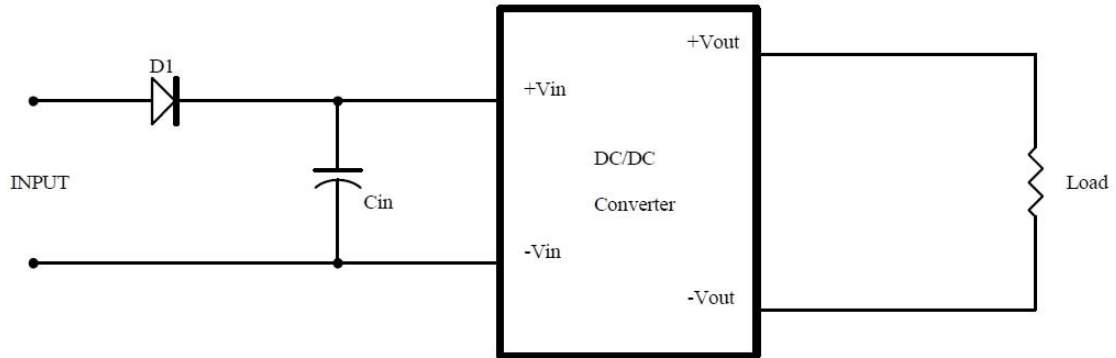 +Vout
D1
+Vin
DC/DC
INPUT
Load
Cin
Converter
-Vin
-Vout